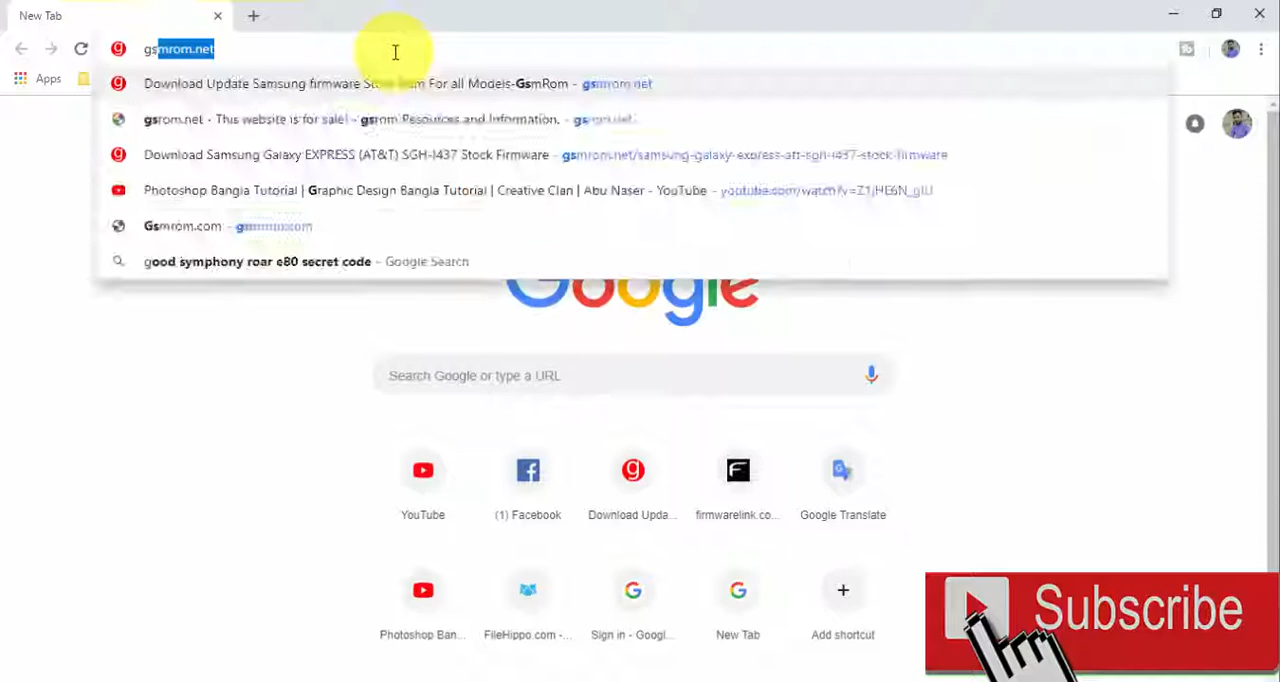 New Tab
gsmrom.net
Apps
Download Update Samsung firmware Stock Rom For all Models-GsmRom - gsmrom.net
gsrom.net - This website is for sale! - gsrom Resources and Information. - gsrom.net
Download Samsung Galaxy EXPRESS (AT&T) SGH-I437 Stock Firmware - gsmrom.net/samsung-galaxy-express-att-sgh-i437-stock-firmware
Photoshop Bangla Tutorial | Graphic Design Bangla Tutorial | Creative Clan | Abu Naser - YouTube -
Gsmrom.com - gsmrom.com
good symphony roar e80 secret code - Google Search
Google
Search Google or type a URL
YouTube
(1) Facebook
Download Upda...
firmwarelink.co...
Google Translate
Photoshop Ban...
FileHippo.com -...
Sign in - Googl...
New Tab
Add shortcut
Subscribe